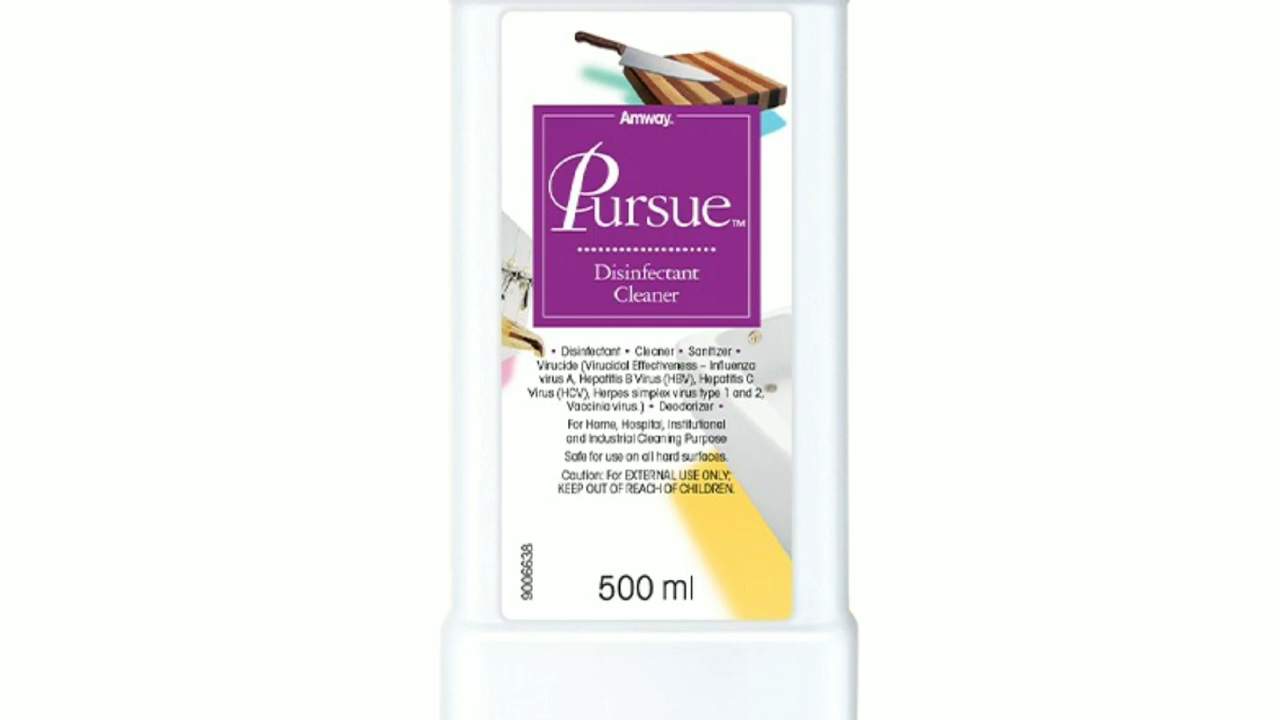 Amway™
Pursue™
Disinfectant
Cleaner
• Disinfectant • Cleaner • Sanitizer •
Virucide (Virucidal Effectiveness – Influenza
virus A, Hepatitis B Virus (HBV), Hepatitis C
Virus (HCV), Herpes simplex virus type 1 and 2,
Vaccinia virus.) • Deodorizer •
For Home, Hospital, Institutional
and Industrial Cleaning Purpose
Safe for use on all hard surfaces.
Caution: For EXTERNAL USE ONLY;
KEEP OUT OF REACH OF CHILDREN.
9006638
500 ml